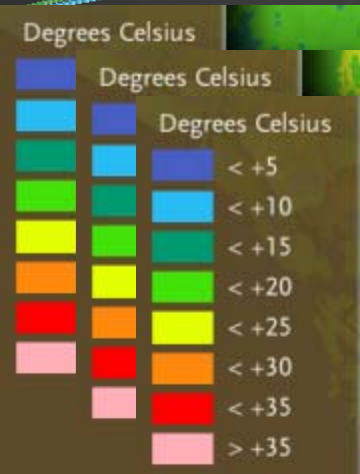 Degrees Celsius
Degrees Celsius
Degrees Celsius
< +5
< +10
< +15
< +20
< +25
< +30
< +35
> +35